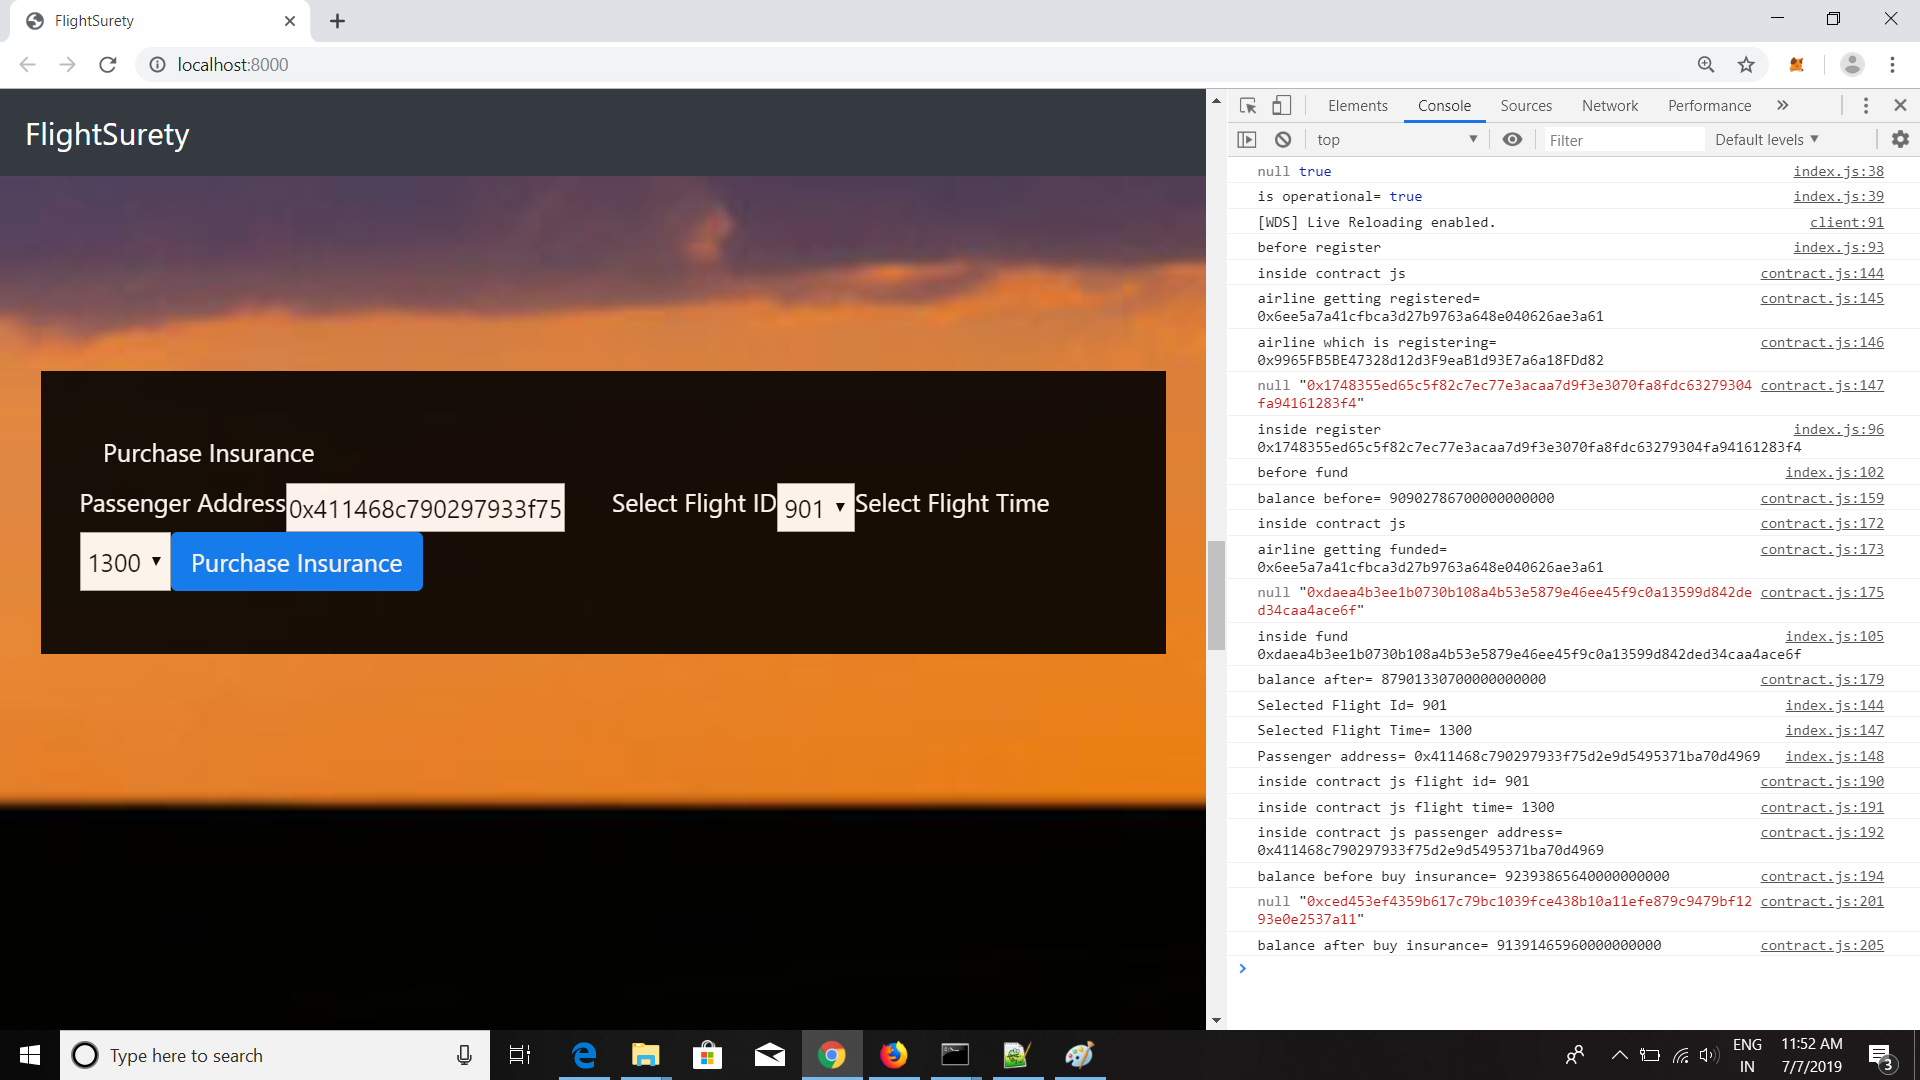 FlightSurety
localhost:8000
FlightSurety
Purchase Insurance
Passenger Address 0x411468c790297933f75 Select Flight ID 901 Select Flight Time
1300 Purchase Insurance
Elements Console Sources Network Performance
top Filter Default levels
null true index.js:38
is operational= true index.js:39
[WDS] Live Reloading enabled. client:91
before register index.js:93
inside contract js contract.js:144
airline getting registered= contract.js:145
0x6ee5a7a41cfbca3d27b9763a648e040626ae3a61
airline which is registering= contract.js:146
0x9965FB5BE47328d12d3F9eaB1d93E7a6a18FDd82
null "0x1748355ed65c5f82c7ec77e3acaa7d9f3e3070fa8fdc63279304 contract.js:147
fa94161283f4"
inside register index.js:96
0x1748355ed65c5f82c7ec77e3acaa7d9f3e3070fa8fdc63279304fa94161283f4
before fund index.js:102
balance before= 90902786700000000000 contract.js:159
inside contract js contract.js:172
airline getting funded= contract.js:173
0x6ee5a7a41cfbca3d27b9763a648e040626ae3a61
null "0xdaea4b3ee1b0730b108a4b53e5879e46ee45f9c0a13599d842de contract.js:175
d34caa4ace6f"
inside fund index.js:105
0xdaea4b3ee1b0730b108a4b53e5879e46ee45f9c0a13599d842ded34caa4ace6f
balance after= 87901330700000000000 contract.js:179
Selected Flight Id= 901 index.js:144
Selected Flight Time= 1300 index.js:147
Passenger address= 0x411468c790297933f75d2e9d5495371ba70d4969 index.js:148
inside contract js flight id= 901 contract.js:190
inside contract js flight time= 1300 contract.js:191
inside contract js passenger address= contract.js:192
0x411468c790297933f75d2e9d5495371ba70d4969
balance before buy insurance= 92393865640000000000 contract.js:194
null "0xced453ef4359b617c79bc1039fce438b10a11efe879c9479bf12 contract.js:201
93e0e2537a11"
balance after buy insurance= 91391465960000000000 contract.js:205
Type here to search
ENG
IN
11:52 AM
7/7/2019
3